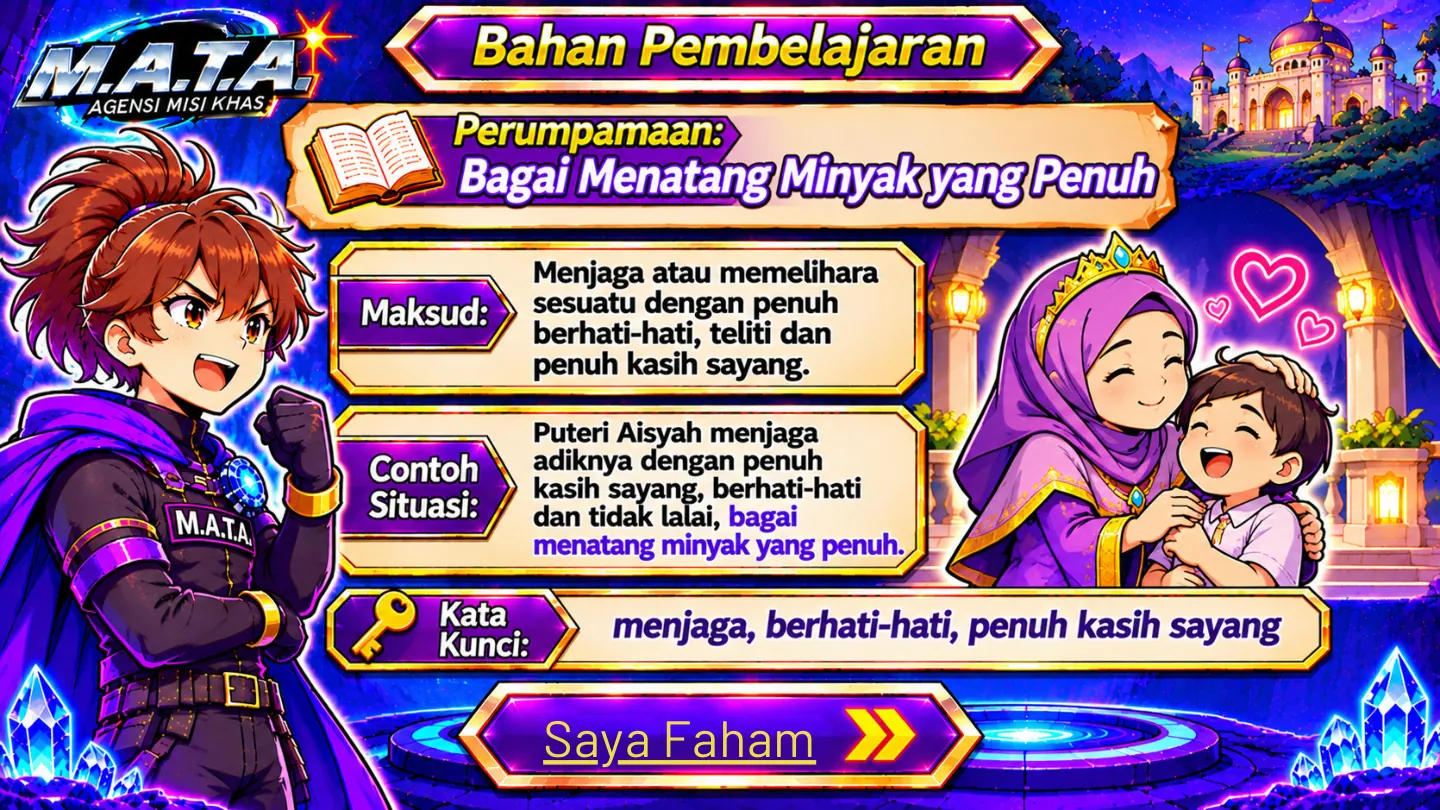 M.A.T.A.
AGENSI MISI KHAS
Bahan Pembelajaran
Perumpamaan:
Bagai Menatang Minyak yang Penuh
Maksud:
Menjaga atau memelihara
sesuatu dengan penuh
berhati-hati, teliti dan
penuh kasih sayang.
Contoh
Situasi:
Puteri Aisyah menjaga
adiknya dengan penuh
kasih sayang, berhati-hati
dan tidak lalai, bagai
menatang minyak yang penuh.
M.A.T.A.
Kata
Kunci:
menjaga, berhati-hati, penuh kasih sayang
Saya Faham